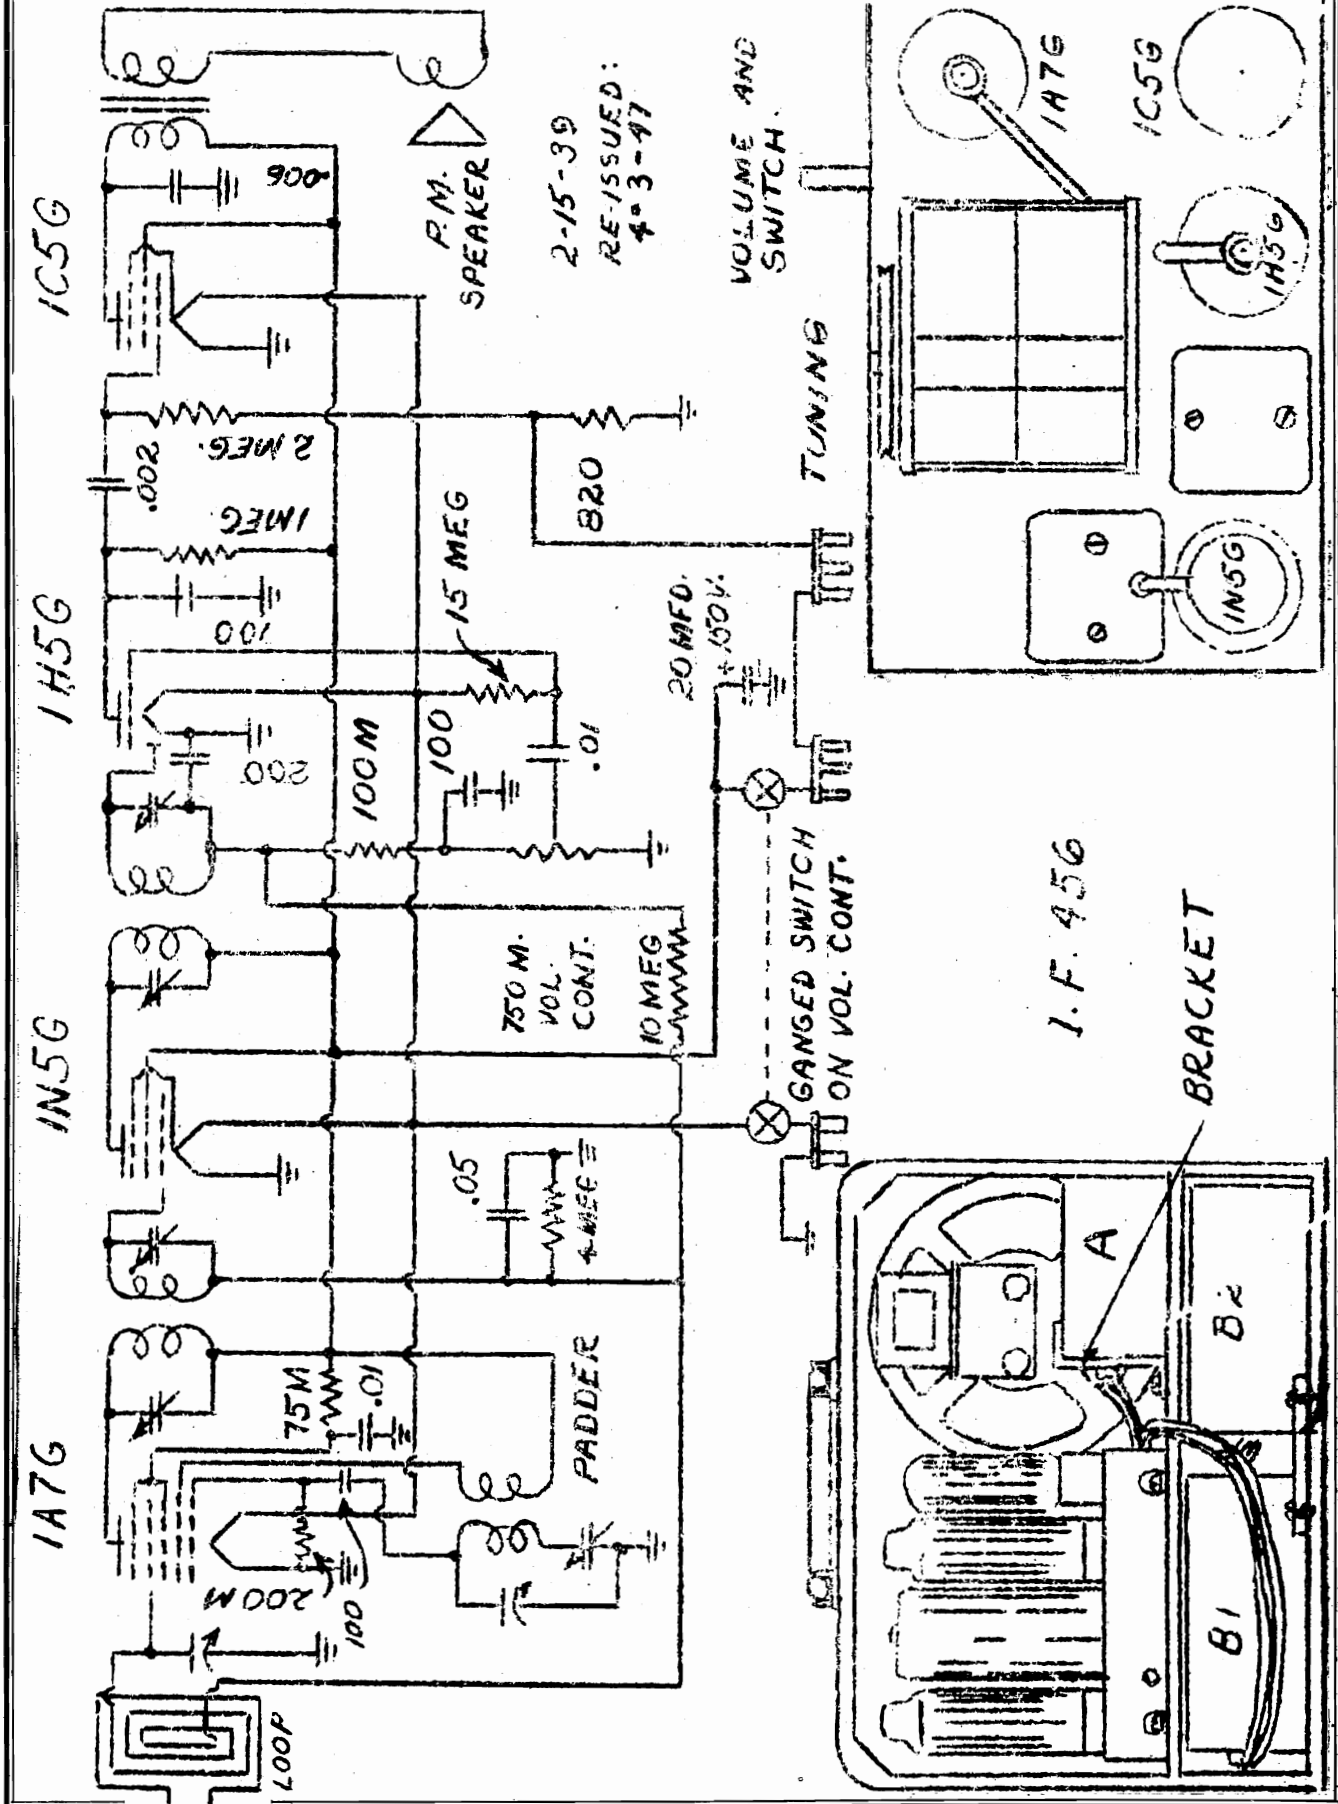 1A7G
1N5G
1H5G
1C5G
LOOP
200M
100
75M
.01
PADDER
.05
4 MEG
750 M.
VOL.
CONT.
10 MEG
200
100M
100
.01
15 MEG
100
1MEG
.002
2 MEG.
820
.006
P.M.
SPEAKER
2-15-39
RE-ISSUED:
4-3-47
20 MFD.
+150V.
GANGED SWITCH
ON VOL. CONT.
TUNING
VOLUME AND
SWITCH.
1A7G
1C5G
1H5G
1N5G
I.F. 456
BRACKET
A
B1
B2